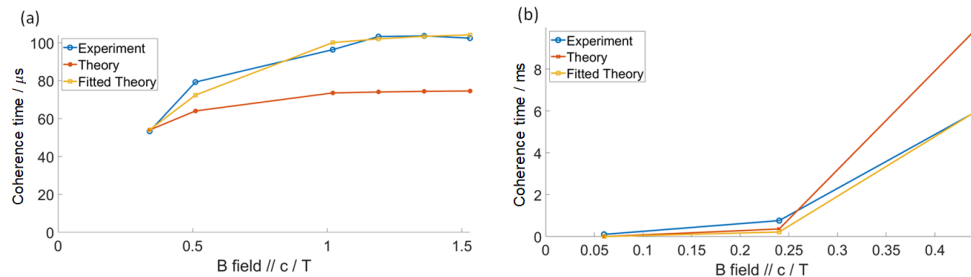 (a)
Coherence time / μs
100
80
60
40
20
0
Experiment
Theory
Fitted Theory
0 0.5 1 1.5
B field // c / T
(b)
Coherence time / ms
8
6
4
2
0
Experiment
Theory
Fitted Theory
0 0.05 0.1 0.15 0.2 0.25 0.3 0.35 0.4
B field // c / T